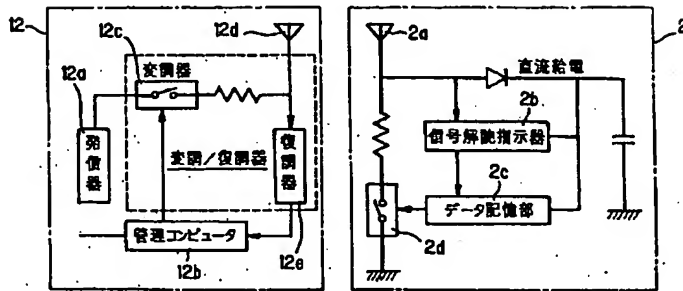 12
12c
12d
12a
変調器
発信器
復調器
変調/復調器
管理コンピュータ
12b
12e
2
2a
直流給電
2b
信号解読指示器
2c
データ記憶部
2d